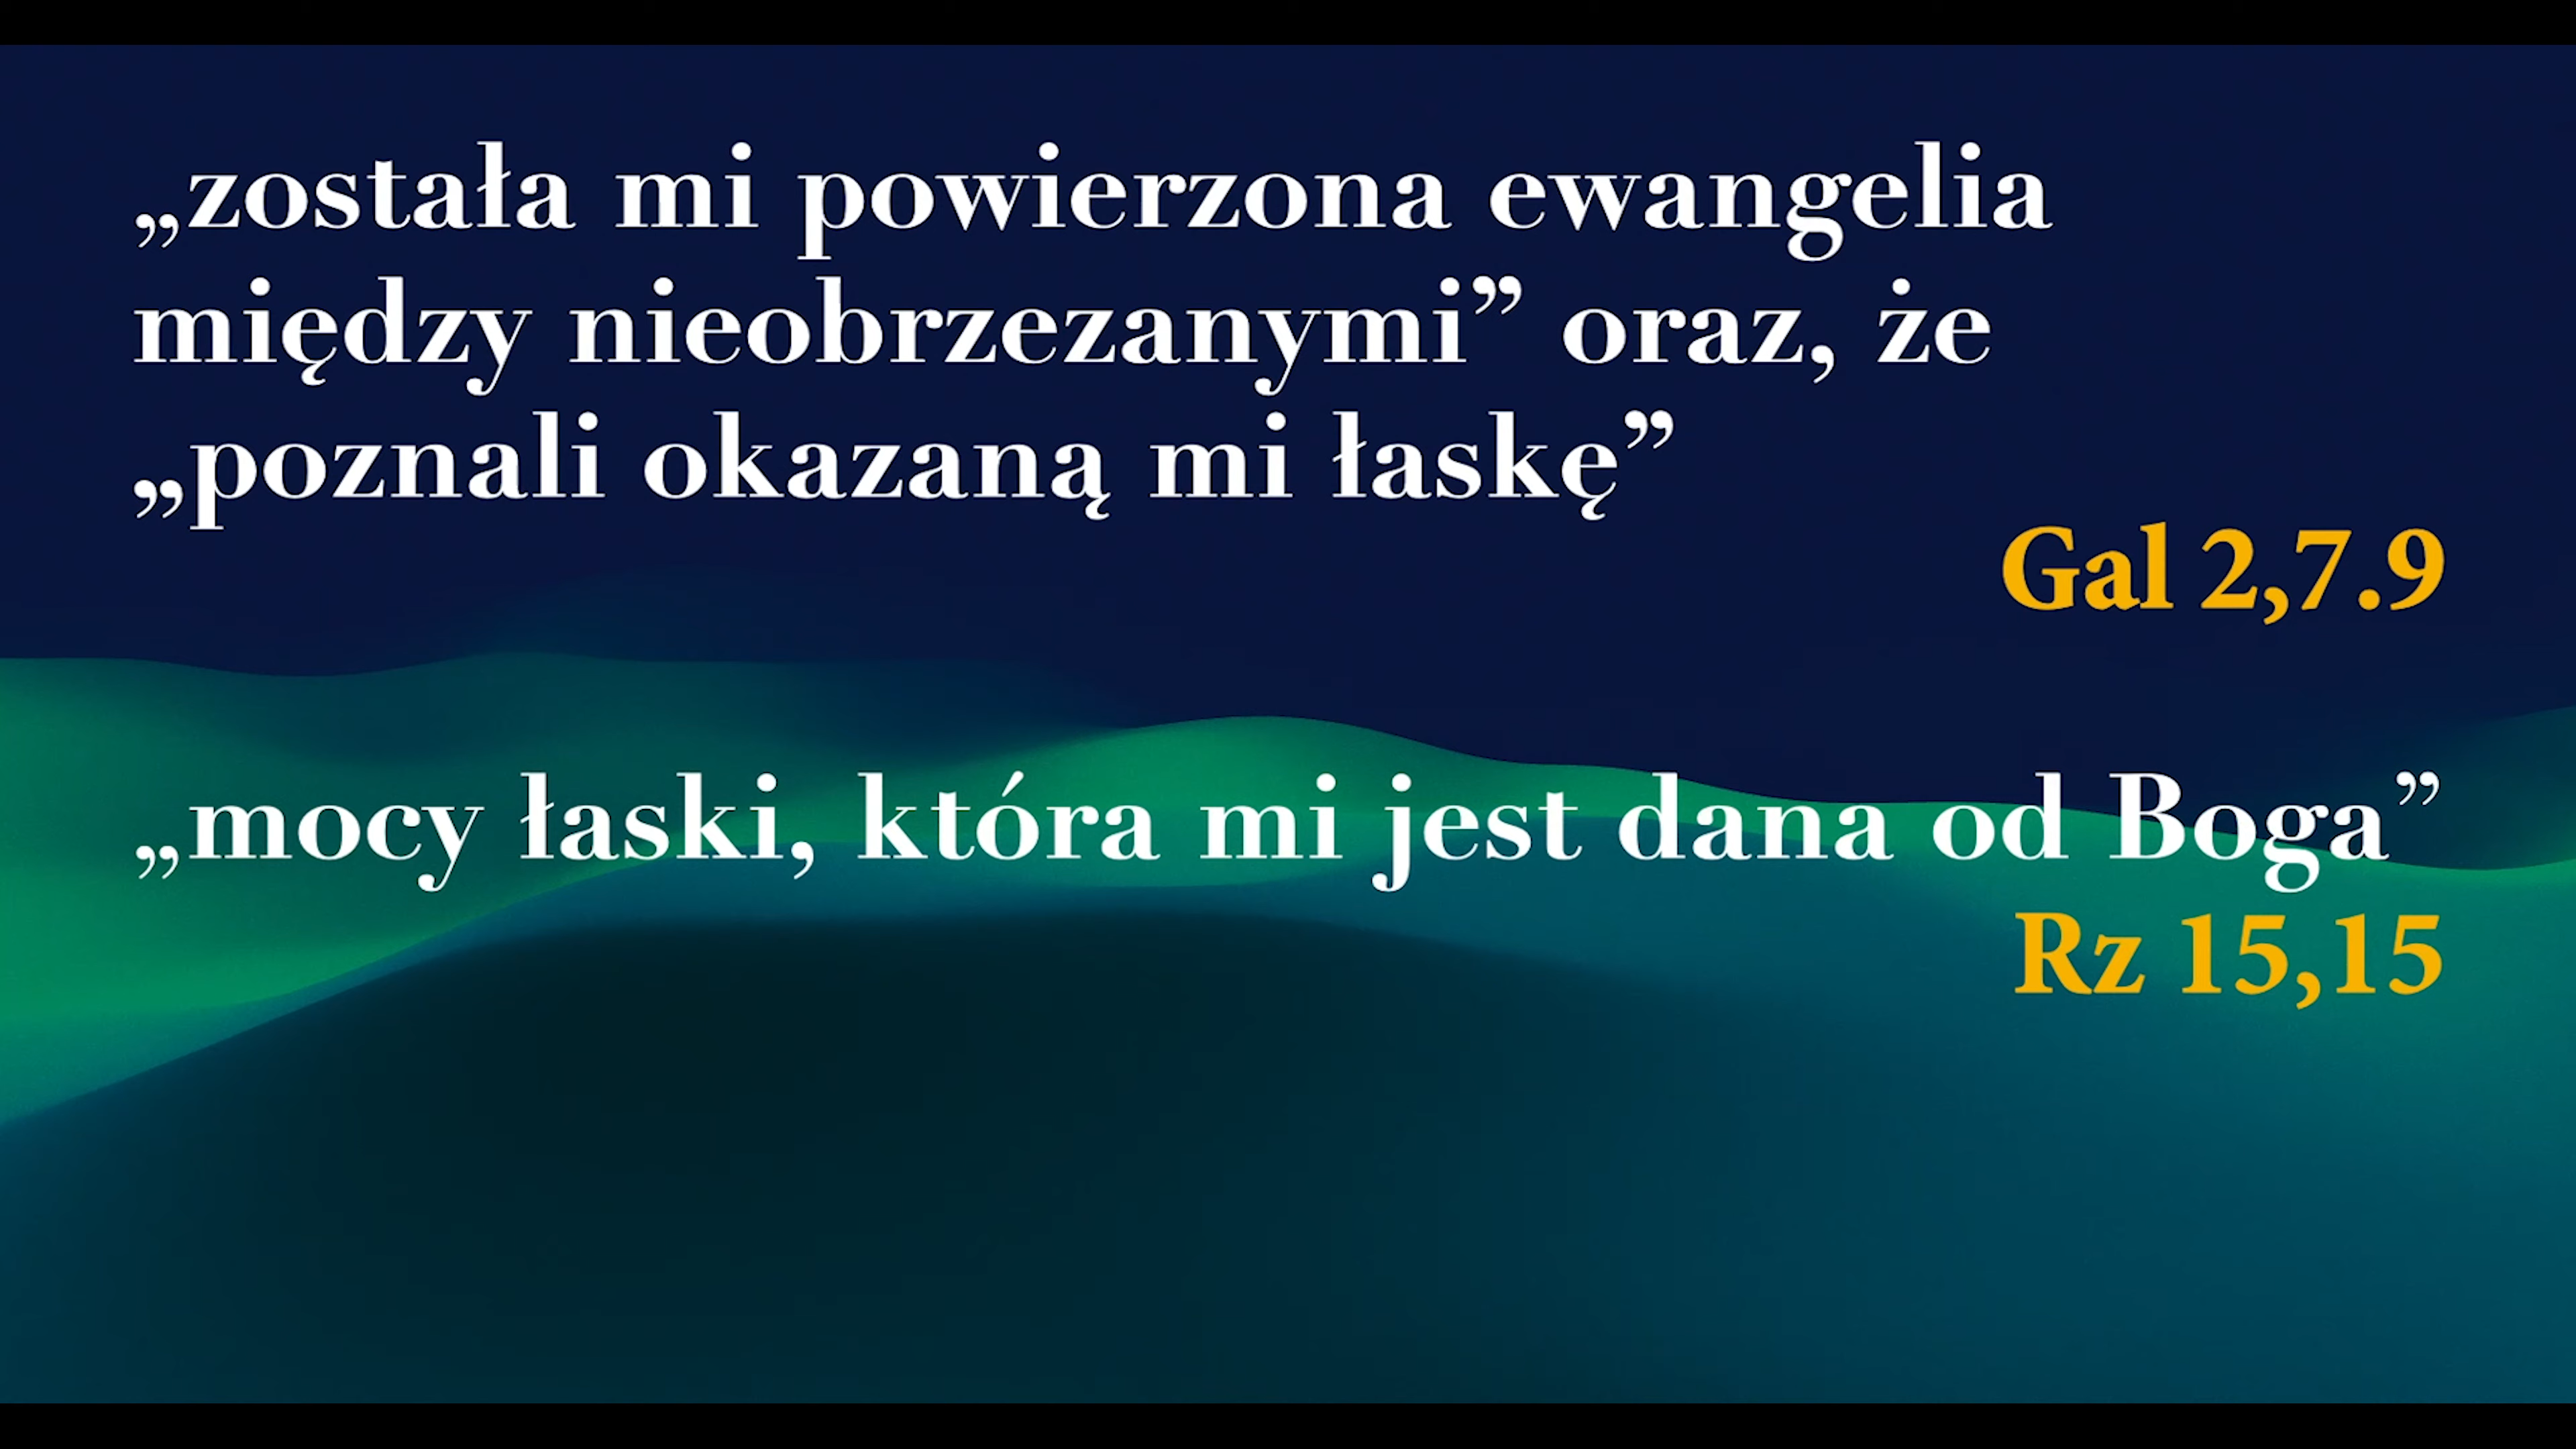 „została mi powierzona ewangelia
między nieobrzezanymi” oraz, że
„poznali okazaną mi łaskę”
Gal 2,7.9
„mocy łaski, która mi jest dana od Boga”
Rz 15,15